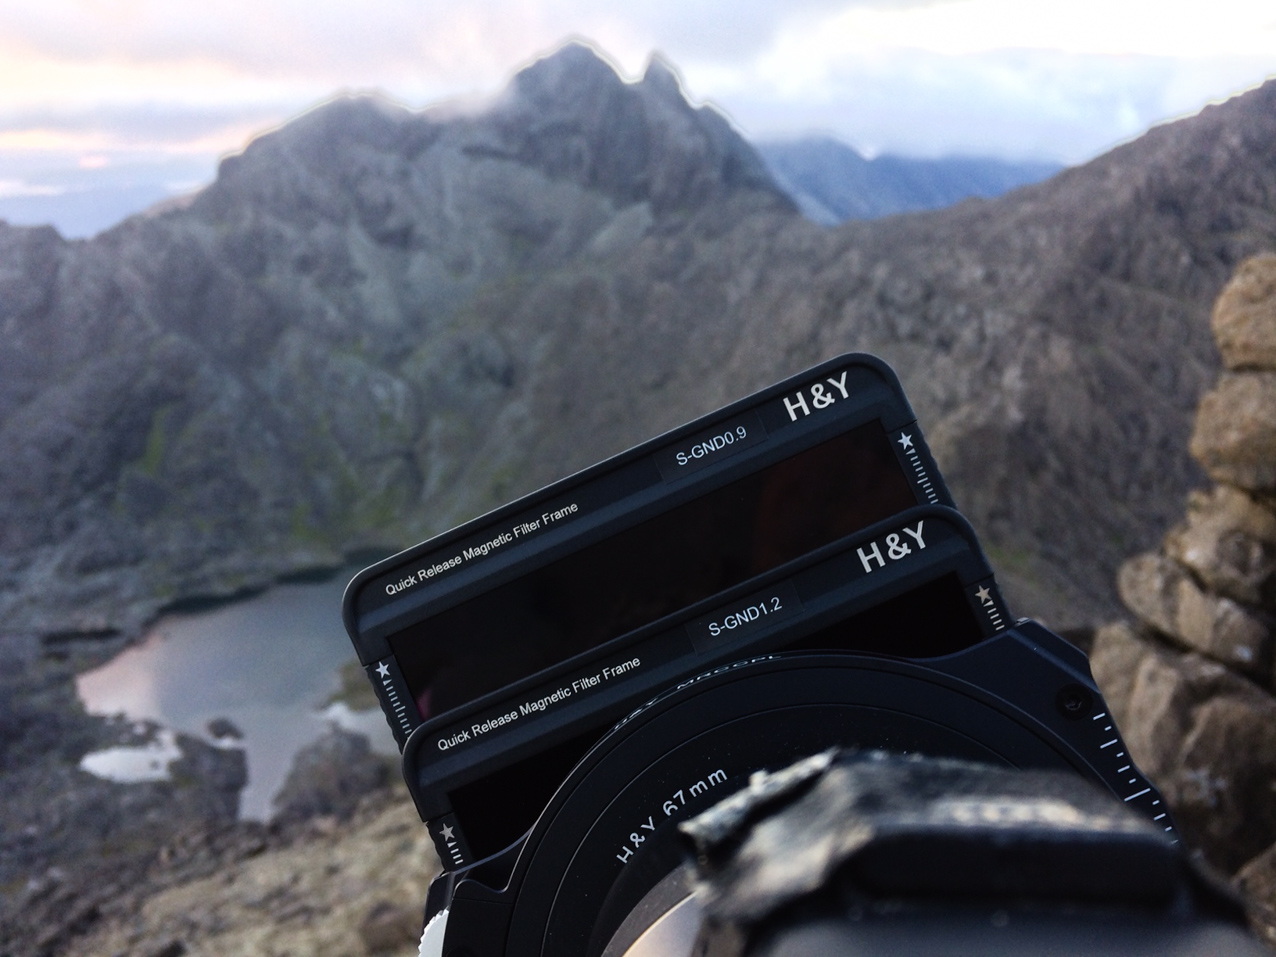 H&Y
S-GND0.9
Quick Release Magnetic Filter Frame
H&Y
S-GND1.2
Quick Release Magnetic Filter Frame
H&Y 67mm